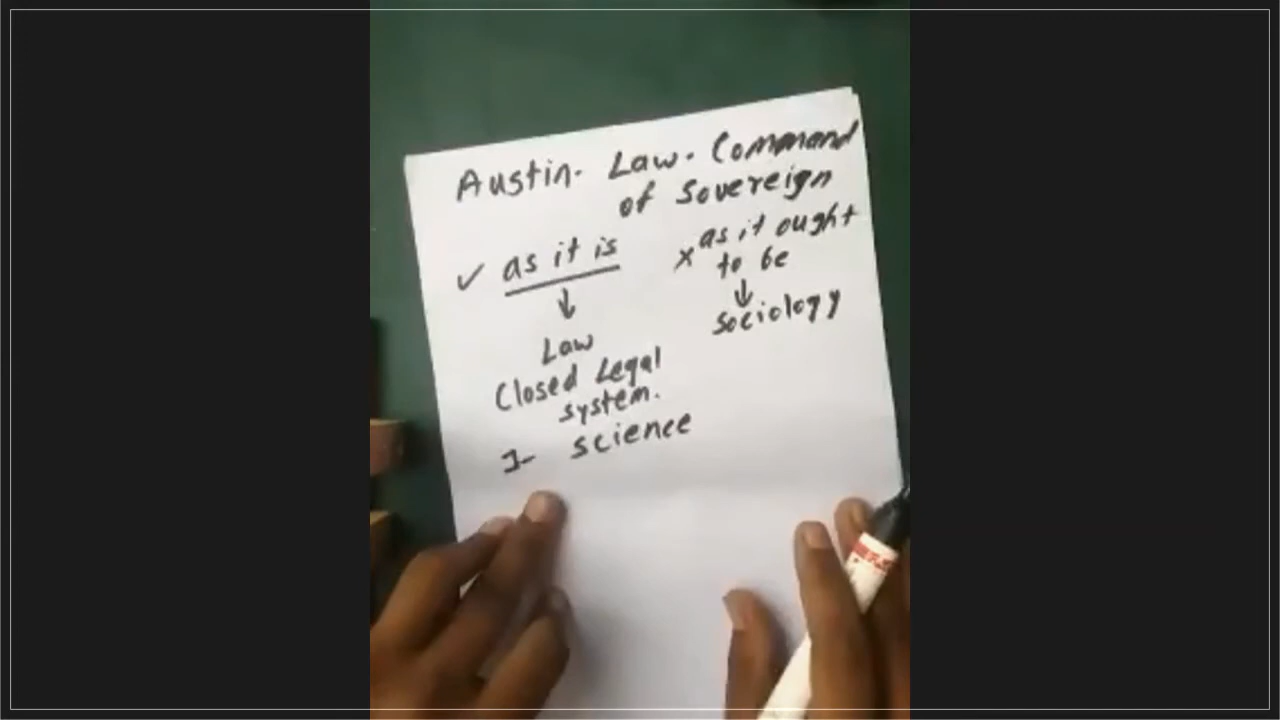 Austin. Law. Command
of Sovereign
✓ as it is
x as it ought
to be
↓
↓
Law
sociology
Closed Legal
system.
J- science